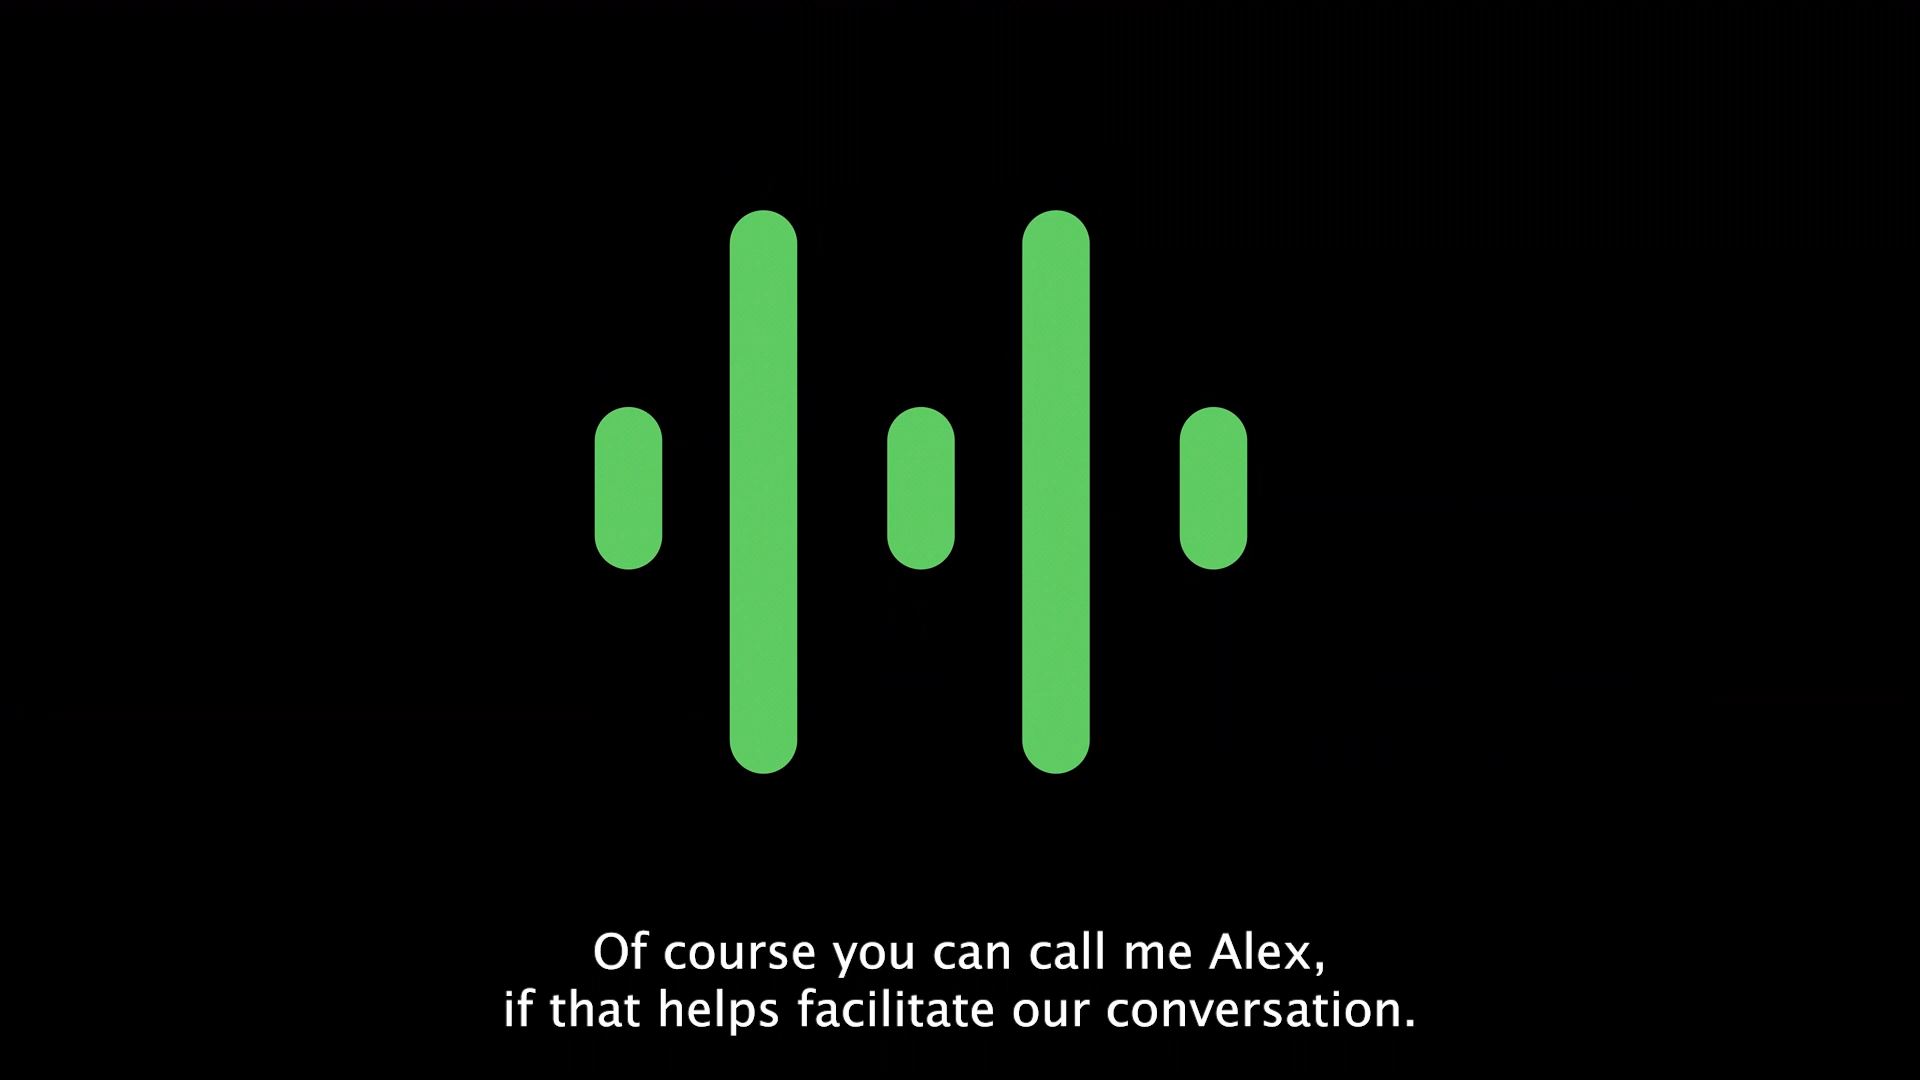 Of course you can call me Alex,
if that helps facilitate our conversation.